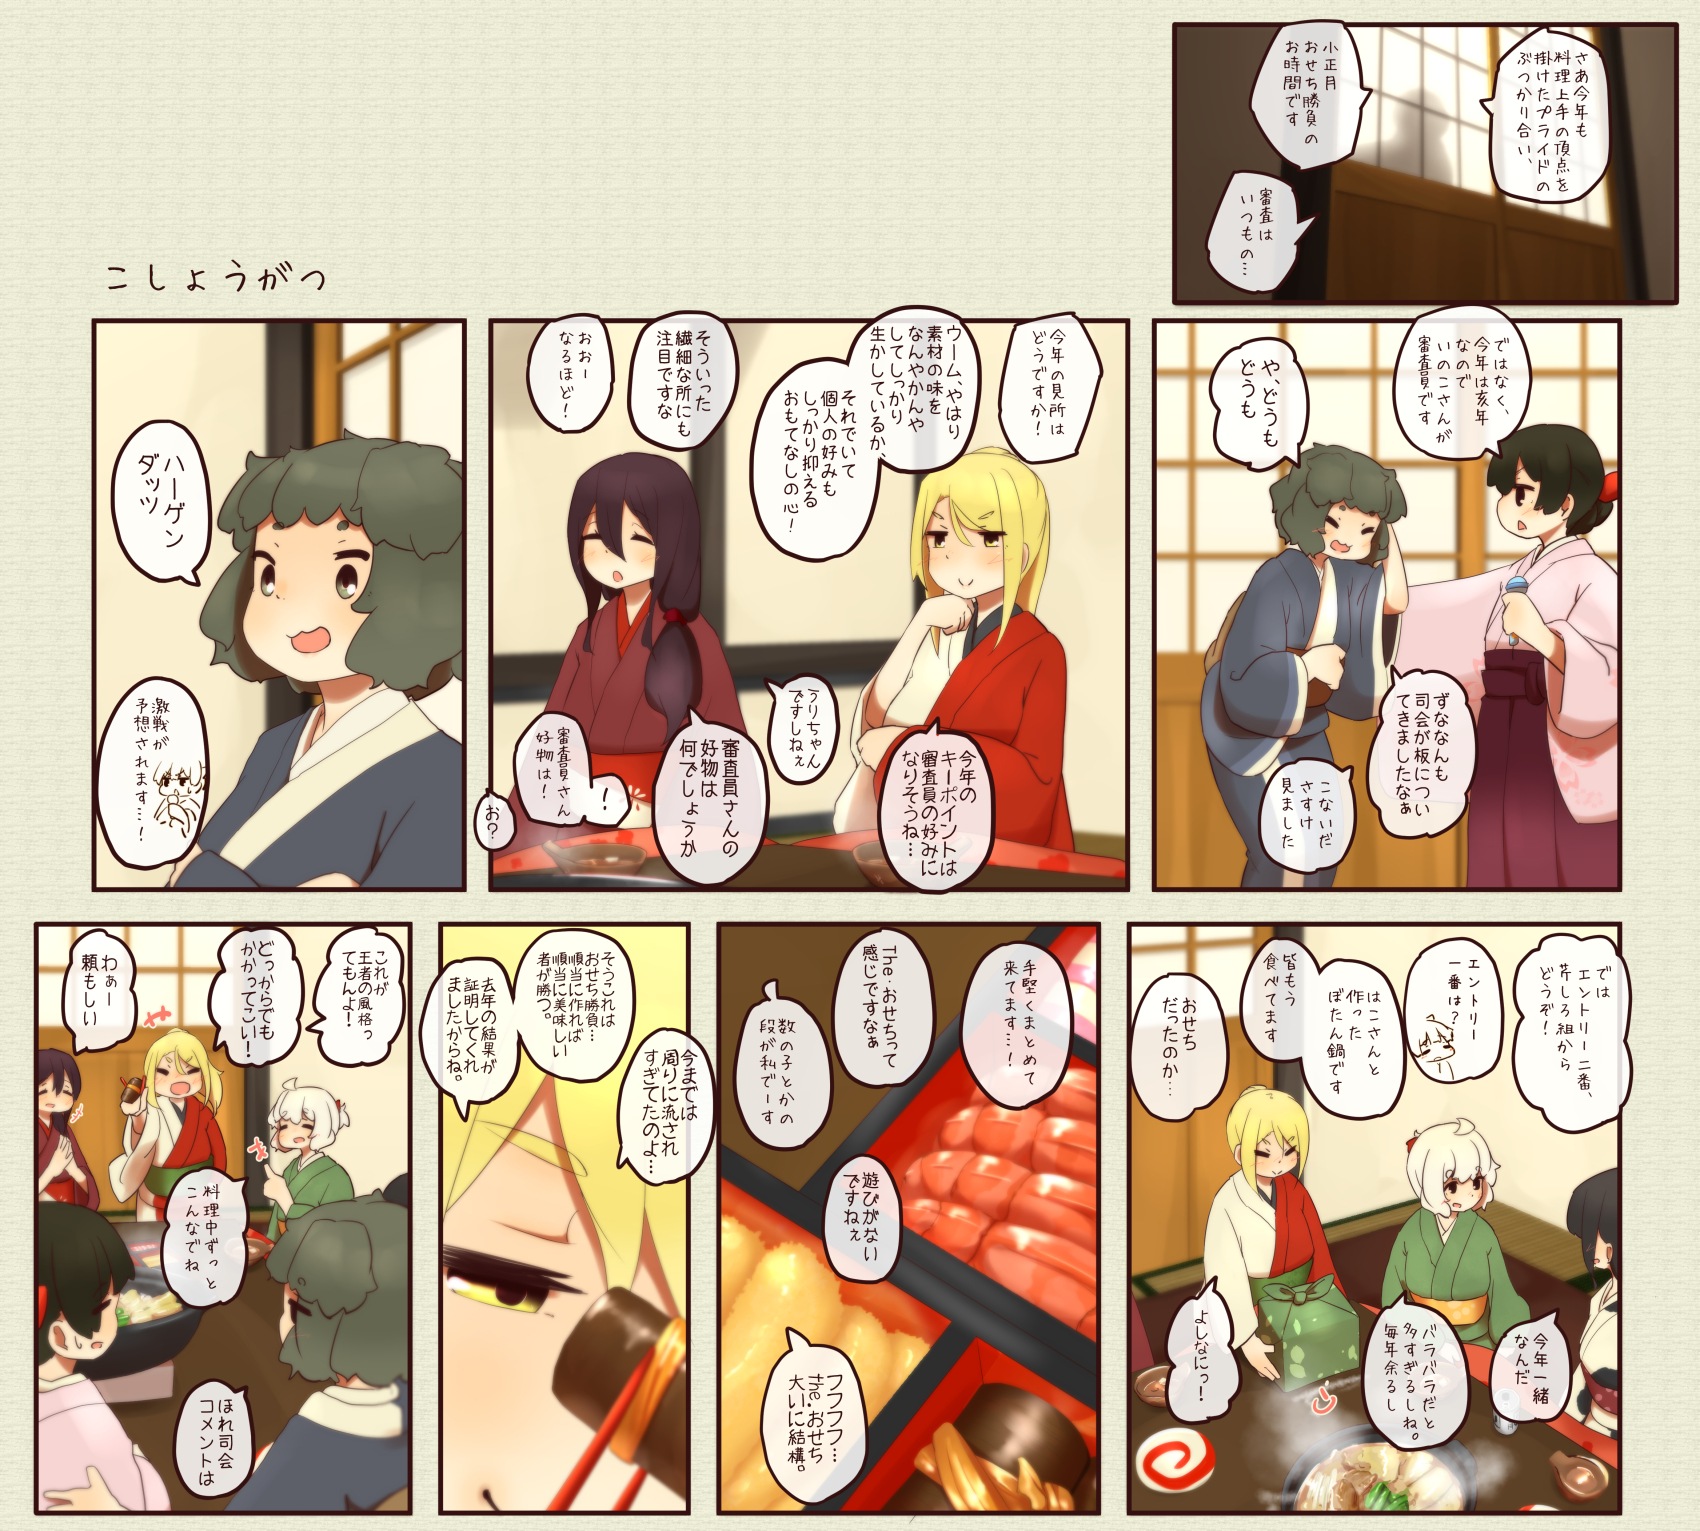 さあ今年も
料理上手の頂点を
掛けたプライドの
ぶつかり合い、
小正月
おせち勝負の
お時間です
審査は
いつもの…
こしょうがつ
ではなく、
今年は亥年
なので
いのこさんが
審査員です
や、どうも
どうも
ずななんも
司会が板につい
てきましたなぁ
こないだ
さすけ
見ました
今年の見所は
どうですか!
ウーム、やはり
素材の味を
なんやかんや
してしっかり
生かしているか、
それでいて
個人の好みも
しっかり抑える
おもてなしの心!
そういった
繊細な所にも
注目ですな
おおー
なるほど!
今年の
キーポイントは
審査員の好みに
なりそうね…
うりちゃん
ですしねぇ
審査員さんの
好物は
何でしょうか
!
審査員さん
好物は!
お?
ハーゲン
ダッツ
激戦が
予想されます…!
では
エントリー二番、
芹しろ組から
どうぞ!
エントリー
一番は?
はこさんと
作った
ぼたん鍋です
皆もう
食べてます
おせち
だったのか…
今年一緒
なんだ
バラバラだと
多すぎるしね。
毎年余るし
よしなにっ!
手堅くまとめて
来てます…!
The·おせちって
感じですなぁ
数の子とかの
段が私でーす
遊びがない
ですねぇ
フフフフ…
the.おせち
大いに結構。
今までは
周りに流され
すぎてたのよ…
そうこれは
おせち勝負…
順当に作れば
順当に美味しい
者が勝つ。
去年の結果が
証明してくれ
ましたからね。
これが
王者の風格っ
てもんよ!
どっからでも
かかってこい!
わぁー
頼もしい
料理中ずっと
こんなでね
ほれ司会
コメントは